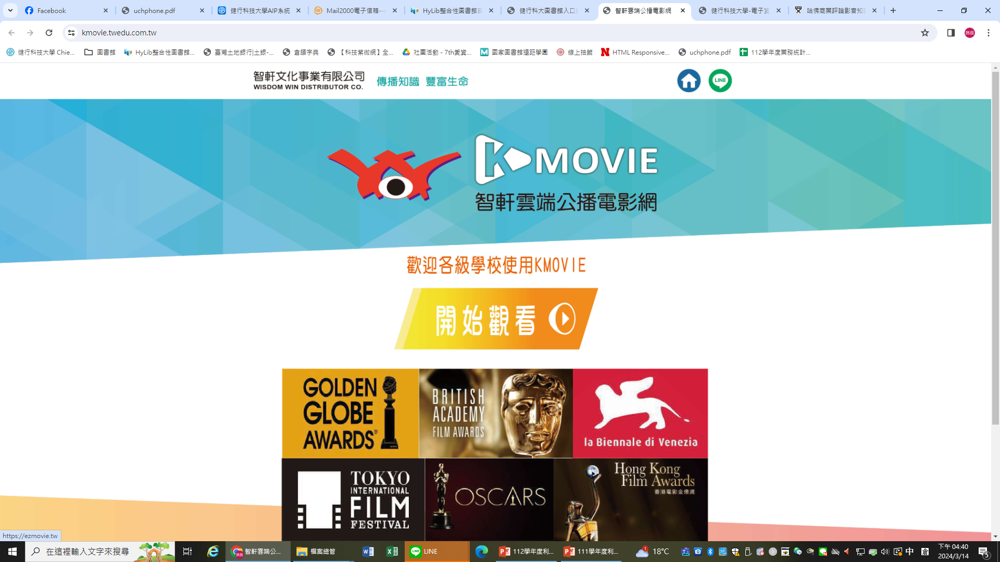 Facebook
uchphone.pdf
健行科技大學AIP系統
Mail2000電子信箱--
HyLib整合性圖書館
健行科大圖書館入口
智軒雲端公播電影網
健行科技大學-電子
哈佛商業評論影音知
kmovie.twedu.com.tw
健行科技大學 Chie...
圖書館
HyLib整合性圖書館...
臺灣土地銀行|土銀-...
倉頡字典
【科技紫微網】全...
社團活動 - 7th愛資...
國家圖書館遠距學園
線上抽籤
HTML Responsive...
uchphone.pdf
112學年度業務統計...
智軒文化事業有限公司
WISDOM WIN DISTRIBUTOR CO.
傳播知識 豐富生命
LINE
K MOVIE
智軒雲端公播電影網
歡迎各級學校使用KMOVIE
開始觀看
GOLDEN
GLOBE
AWARDS®
BRITISH
ACADEMY
FILM AWARDS
la Biennale di Venezia
TOKYO
INTERNATIONAL
FILM
FESTIVAL
OSCARS
Hong Kong
Film Awards
香港電影金像獎
https://ezmovie.tw
在這裡輸入文字來搜尋
智軒雲端公...
檔案總管
LINE
112學年度利...
111學年度利...
1
18°C
中
倉
下午 04:40
2024/3/14
5